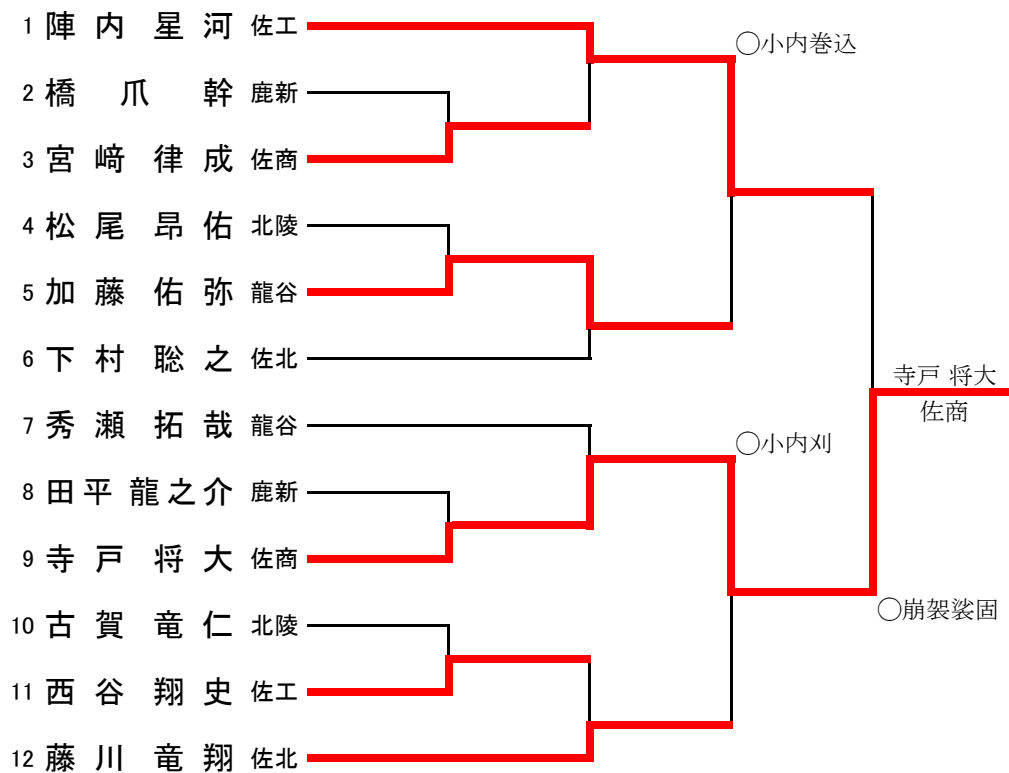 1 陣内星河 佐工
○小内巻込
2 橋爪幹 鹿新
3 宮﨑律成 佐商
4 松尾昂佑 北陵
5 加藤佑弥 龍谷
6 下村聡之 佐北
寺戸 将大
佐商
7 秀瀬拓哉 龍谷
○小内刈
8 田平龍之介 鹿新
9 寺戸将大 佐商
○崩袈裟固
10 古賀竜仁 北陵
11 西谷翔史 佐工
12 藤川竜翔 佐北